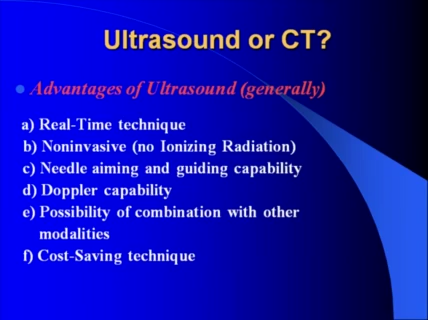 Ultrasound or CT?
Advantages of Ultrasound (generally)
a) Real-Time technique
b) Noninvasive (no Ionizing Radiation)
c) Needle aiming and guiding capability
d) Doppler capability
e) Possibility of combination with other
modalities
f) Cost-Saving technique